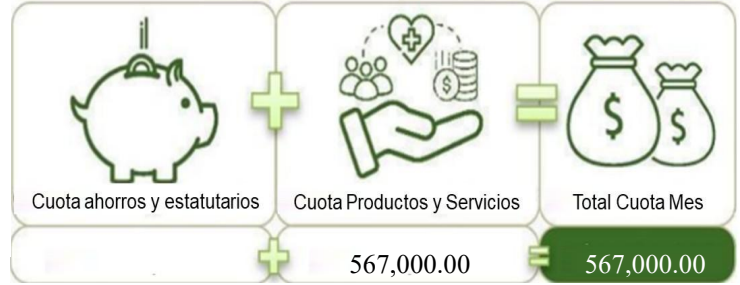 $
$ $
Cuota ahorros y estatutarios Cuota Productos y Servicios Total Cuota Mes
567,000.00 567,000.00